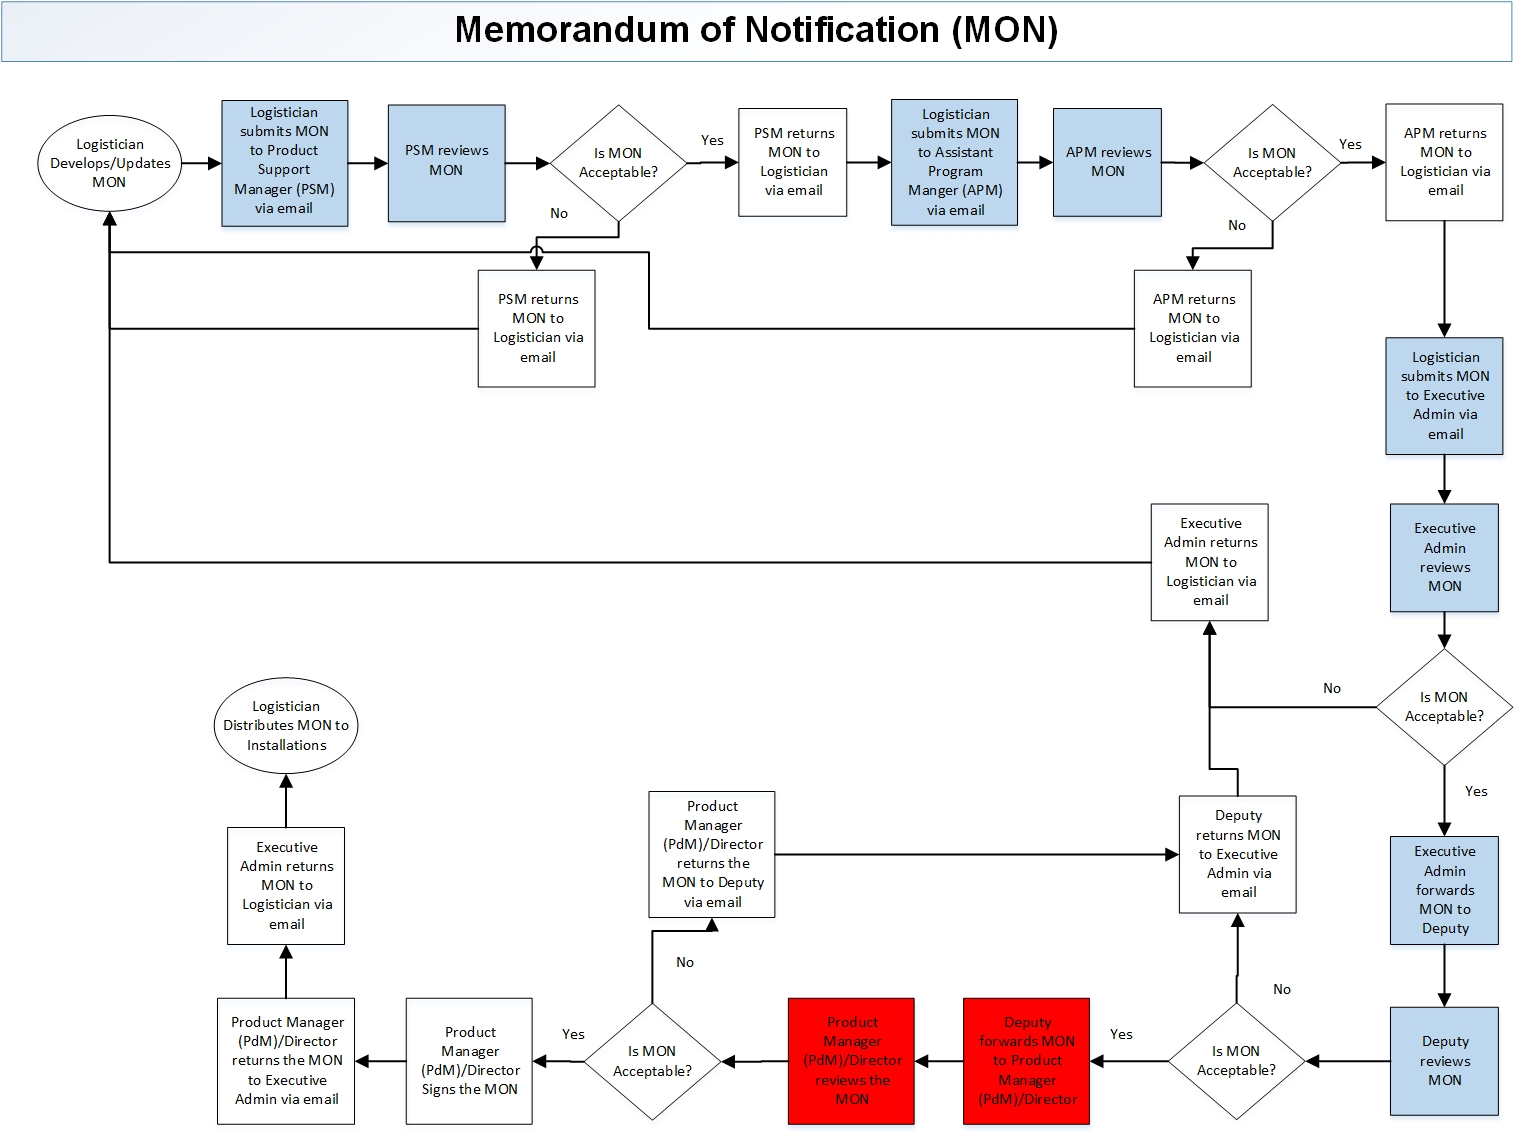 Memorandum of Notification (MON)
Logistician
Develops/Updates
MON
Logistician
submits MON
to Product
Support
Manager (PSM)
via email
PSM reviews
MON
Is MON
Acceptable?
Yes
No
PSM returns
MON to
Logistician
via email
Logistician
submits MON
to Assistant
Program
Manger (APM)
via email
APM reviews
MON
Is MON
Acceptable?
Yes
No
APM returns
MON to
Logistician via
email
PSM returns
MON to
Logistician via
email
APM returns
MON to
Logistician via
email
Logistician
submits MON
to Executive
Admin via
email
Executive
Admin returns
MON to
Logistician via
email
Executive
Admin
reviews
MON
No
Is MON
Acceptable?
Yes
Logistician
Distributes MON to
Installations
Executive
Admin returns
MON to
Logistician via
email
Product
Manager
(PdM)/Director
returns the
MON to Deputy
via email
Deputy
returns MON
to Executive
Admin via
email
Executive
Admin
forwards
MON to
Deputy
No
No
Product Manager
(PdM)/Director
returns the MON
to Executive
Admin via email
Product
Manager
(PdM)/Director
Signs the MON
Yes
Is MON
Acceptable?
Product
Manager
(PdM)/Director
reviews the
MON
Deputy
forwards MON
to Product
Manager
(PdM)/Director
Yes
Is MON
Acceptable?
Deputy
reviews
MON